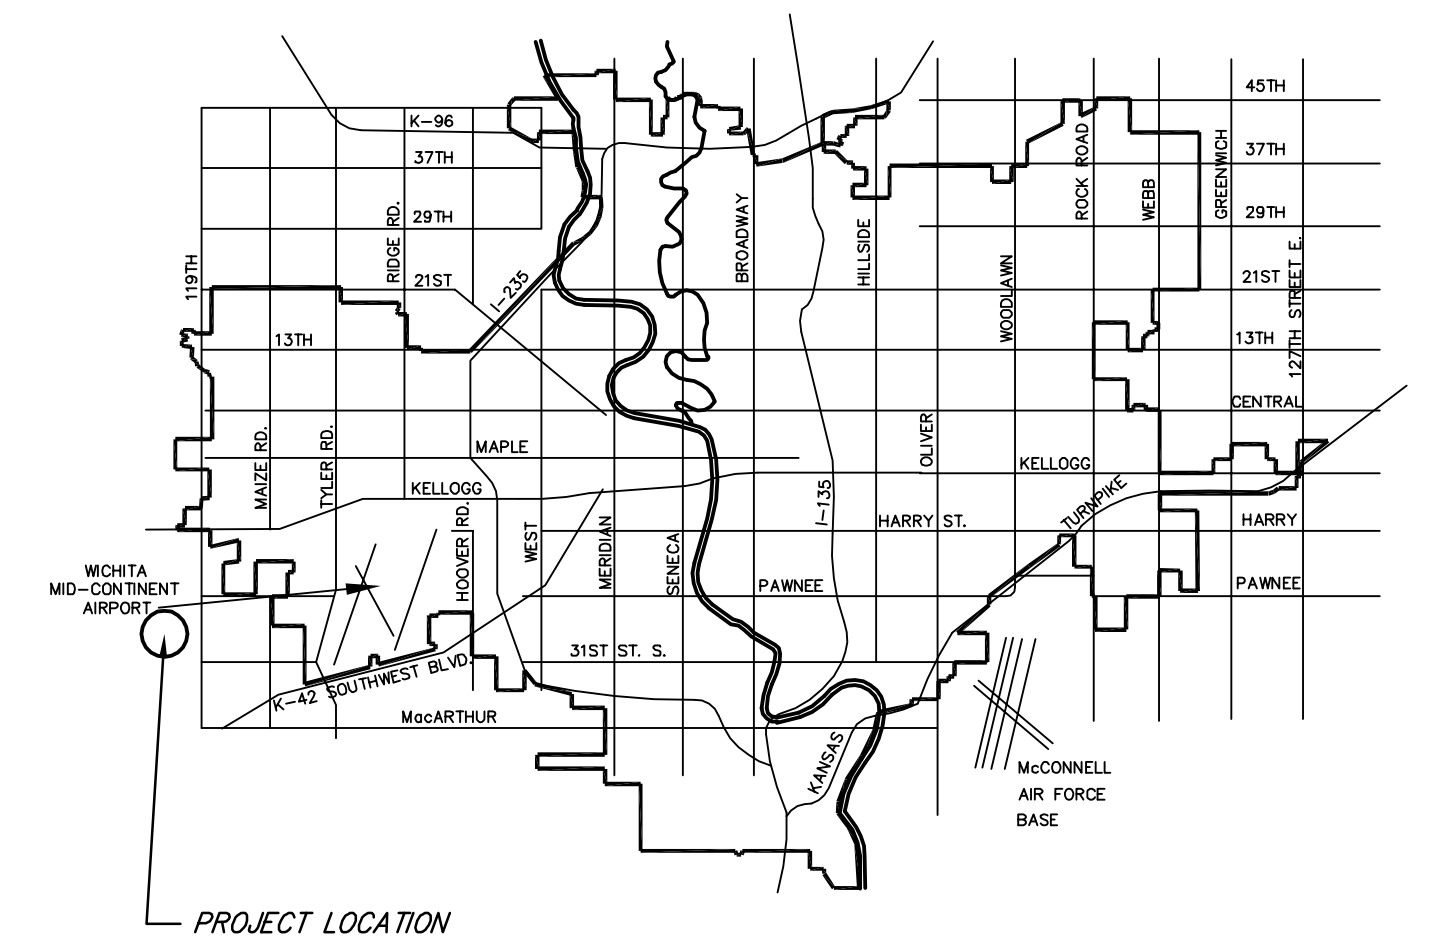 45TH
K-96
37TH
37TH
ROCK ROAD
WEBB
GREENWICH
29TH
29TH
RIDGE RD.
BROADWAY
HILLSIDE
119TH
21ST
I-235
WOODLAWN
21ST
127TH STREET E.
13TH
13TH
CENTRAL
MAIZE RD.
TYLER RD.
MAPLE
OLIVER
KELLOGG
KELLOGG
I-135
TURNPIKE
HOOVER RD.
WEST
MERIDIAN
SENECA
HARRY ST.
HARRY
WICHITA
MID-CONTINENT
AIRPORT
PAWNEE
PAWNEE
31ST ST. S.
K-42 SOUTHWEST BLVD.
MacARTHUR
KANSAS
McCONNELL
AIR FORCE
BASE
PROJECT LOCATION